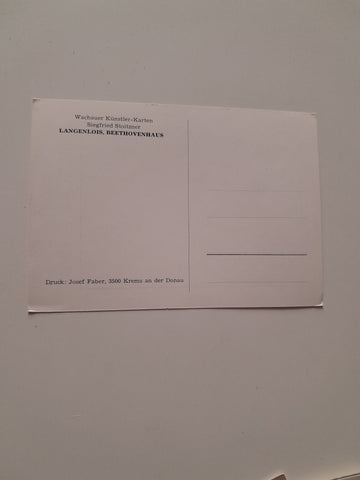 Wachauer Künstler-Karten
Siegfried Stoitzner
LANGENLOIS, BEETHOVENHAUS
Druck: Josef Faber, 3500 Krems an der Donau